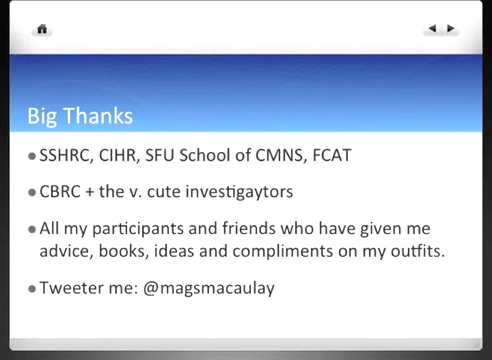 Big Thanks
SSHRC, CIHR, SFU School of CMNS, FCAT
CBRC + the v. cute investigaytors
All my participants and friends who have given me
advice, books, ideas and compliments on my outfits.
Tweeter me: @magsmacaulay